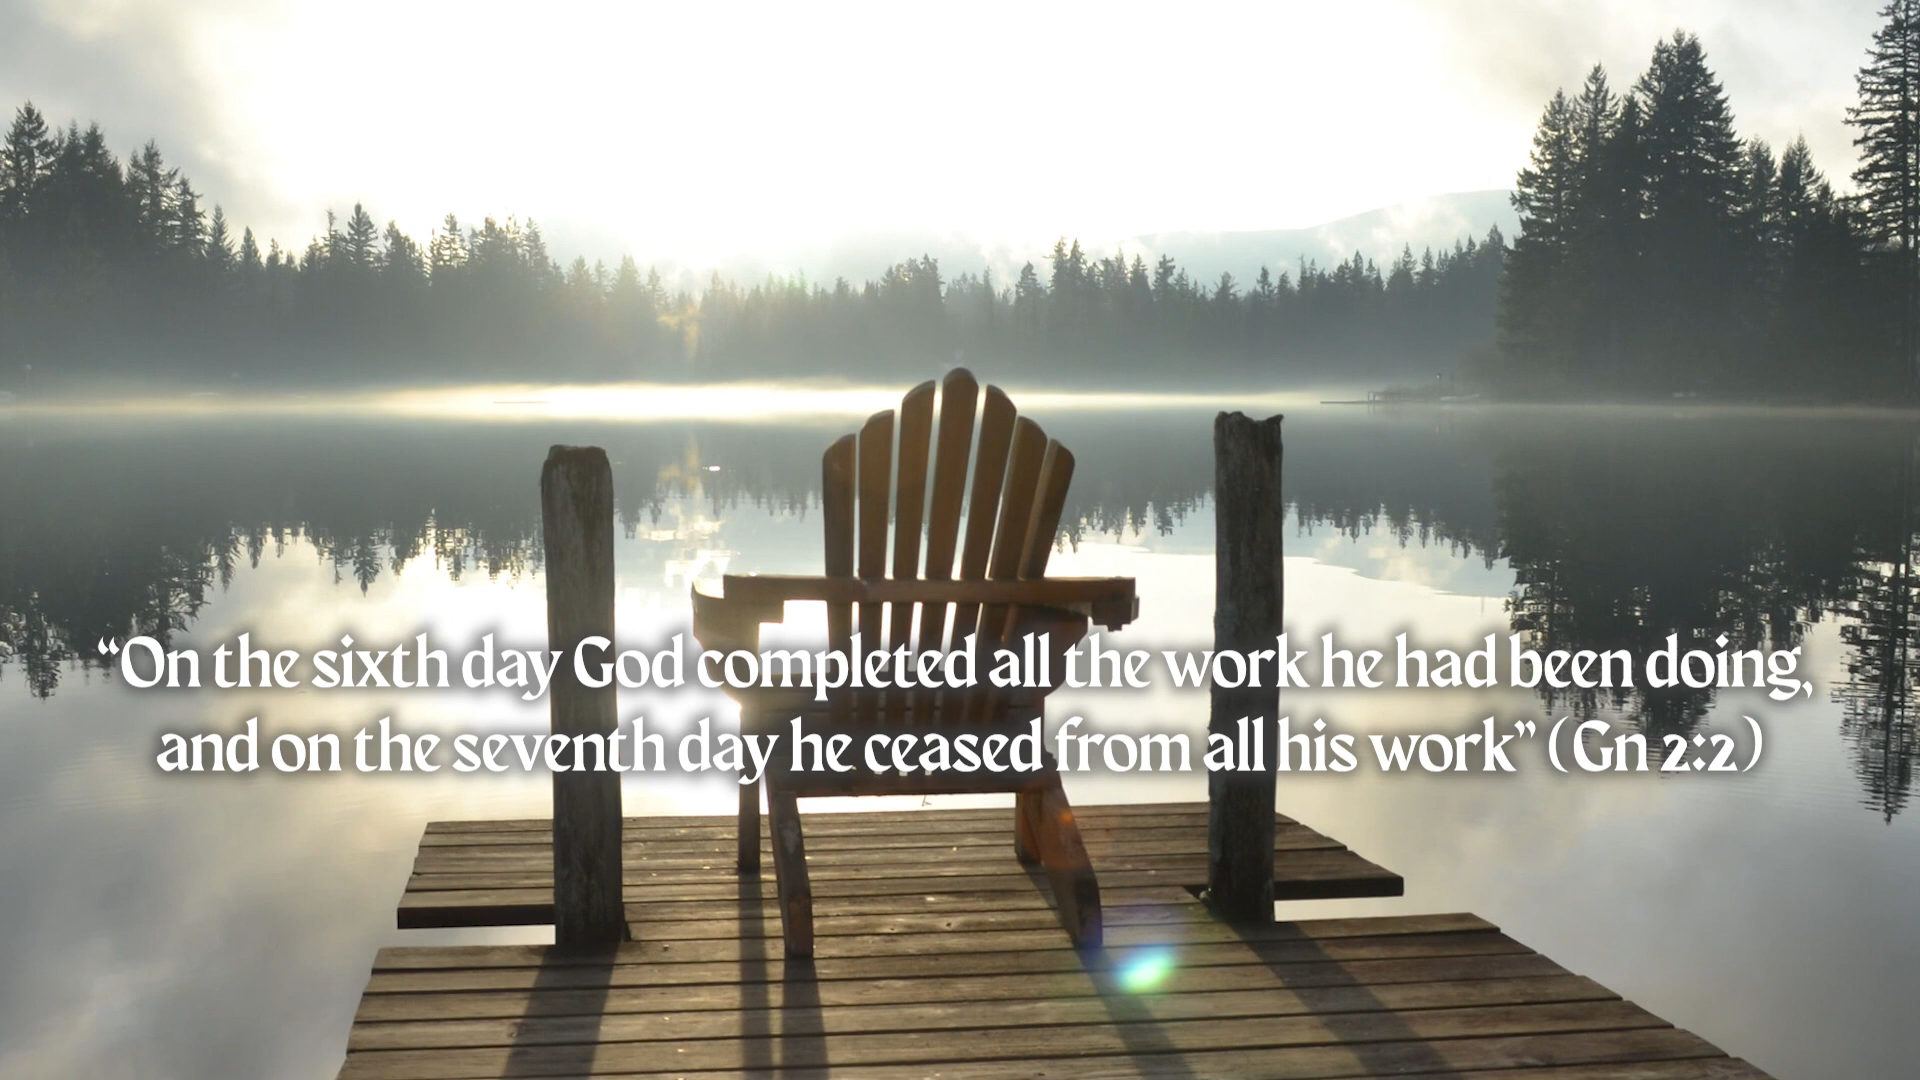 “On the sixth day God completed all the work he had been doing,
and on the seventh day he ceased from all his work” (Gn 2:2)